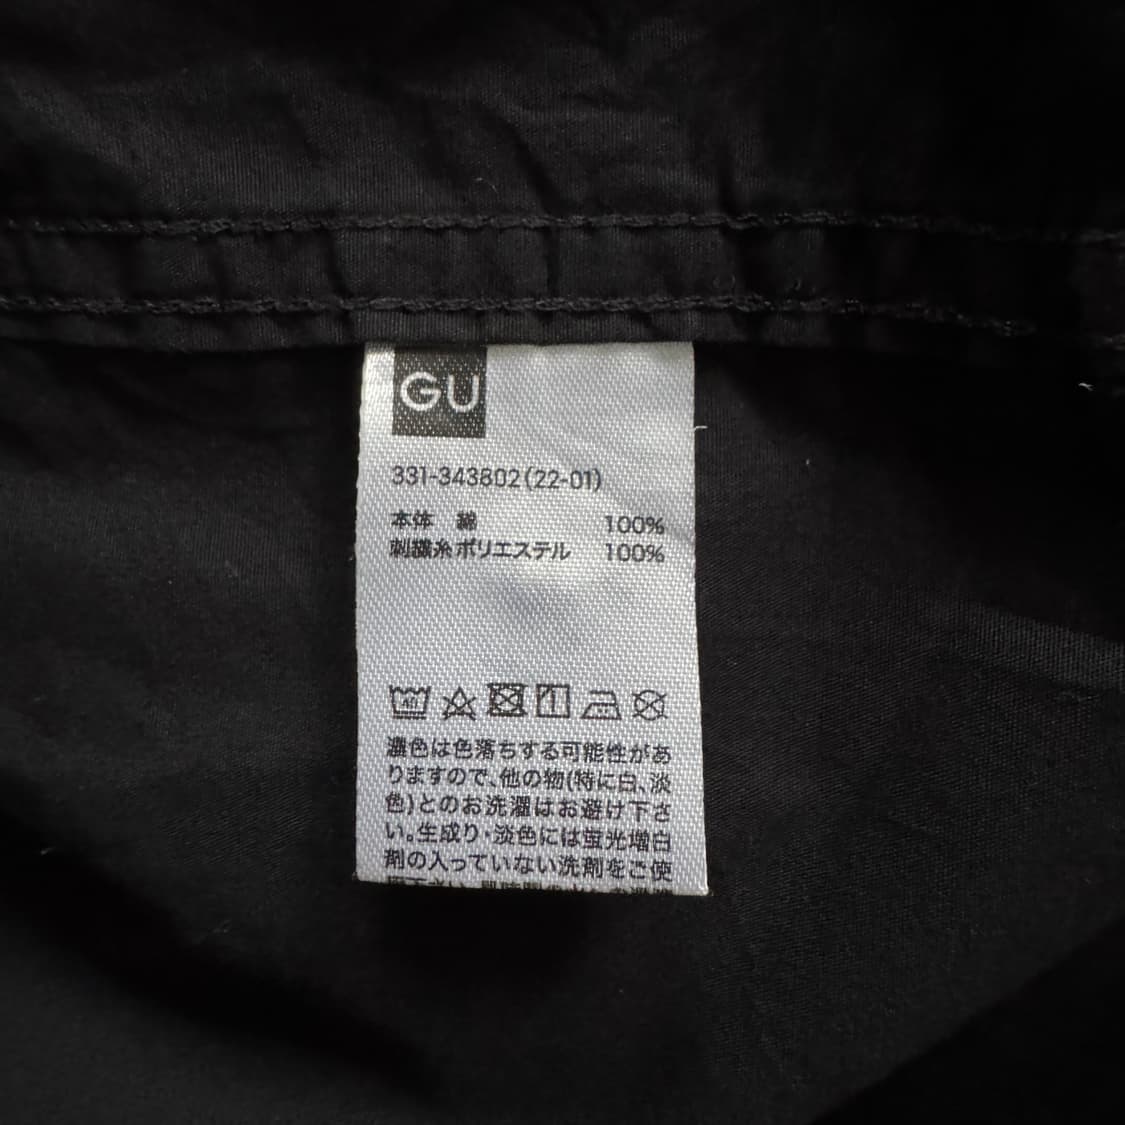 GU
331-343802(22-01)
本体 綿 100%
刺繍糸 ポリエステル 100%
40
濃色は色落ちする可能性があ
りますので、他の物(特に白、淡
色)とのお洗濯はお避け下さ
い。生成り・淡色には蛍光増白
剤の入っていない洗剤をご使